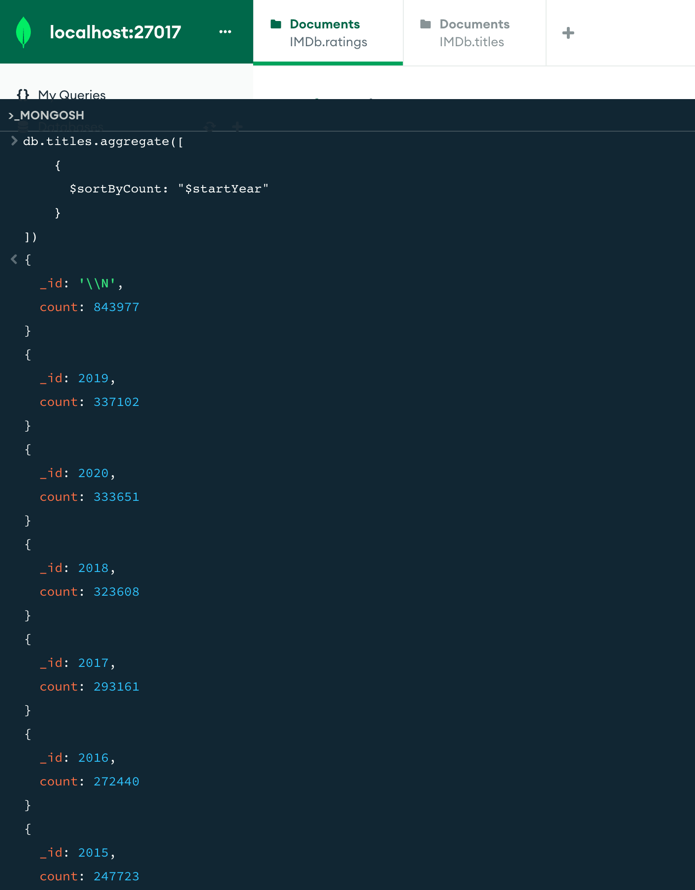 localhost:27017 ...
Documents
IMDb.ratings
Documents
IMDb.titles
+
{} My Queries
>_MONGOSH
> db.titles.aggregate([
{
$sortByCount: "$startYear"
}
])
< {
_id: '\\N',
count: 843977
}
{
_id: 2019,
count: 337102
}
{
_id: 2020,
count: 333651
}
{
_id: 2018,
count: 323608
}
{
_id: 2017,
count: 293161
}
{
_id: 2016,
count: 272440
}
{
_id: 2015,
count: 247723